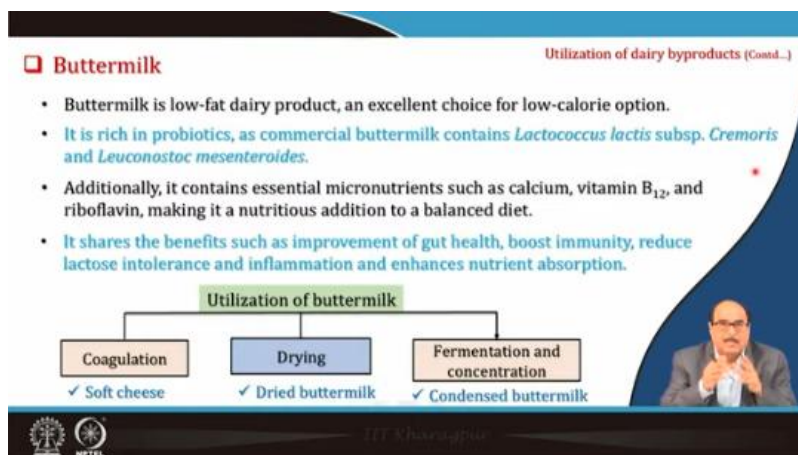 Utilization of dairy byproducts (Contd...)
❑ Buttermilk
• Buttermilk is low-fat dairy product, an excellent choice for low-calorie option.
• It is rich in probiotics, as commercial buttermilk contains Lactococcus lactis subsp. Cremoris
and Leuconostoc mesenteroides.
• Additionally, it contains essential micronutrients such as calcium, vitamin B₁₂, and
riboflavin, making it a nutritious addition to a balanced diet.
• It shares the benefits such as improvement of gut health, boost immunity, reduce
lactose intolerance and inflammation and enhances nutrient absorption.
Utilization of buttermilk
Coagulation
Drying
Fermentation and
concentration
✓ Soft cheese
✓ Dried buttermilk
✓ Condensed buttermilk
IIT Kharagpur
NPTEL